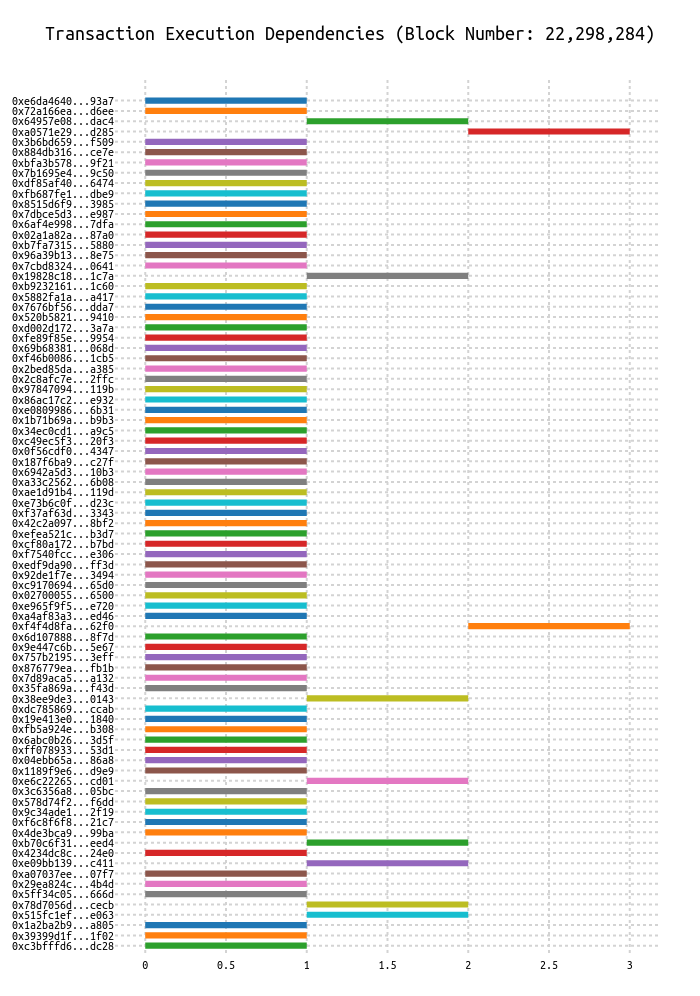 Transaction Execution Dependencies (Block Number: 22,298,284)
0xe6da4640...93a7
0x72a166ea...d6ee
0x64957e08...dac4
0xa0571e29...d285
0x3b6bd659...f509
0x884db316...ce7e
0xbfa3b578...9f21
0x7b1695e4...9c50
0xdf85af40...6474
0xfb687fe1...dbe9
0x8515d6f9...3985
0x7dbce5d3...e987
0x6af4e998...7dfa
0x02a1a82a...87a0
0xb7fa7315...5880
0x96a39b13...8e75
0x7cbd8324...0641
0x19828c18...1c7a
0xb9232161...1c60
0x5882fa1a...a417
0x7676bf56...dda7
0x520b5821...9410
0xd002d172...3a7a
0xfe89f85e...9954
0x69b68381...068d
0xf46b0086...1cb5
0x2bed85da...a385
0x2c8afc7e...2ffc
0x97847094...119b
0x86ac17c2...e932
0xe0809986...6b31
0x1b71b69a...b9b3
0x34ec0cd1...a9c5
0xc49ec5f3...20f3
0x0f56cdf0...4347
0x187f6ba9...c27f
0x6942a5d3...10b3
0xa33c2562...6b08
0xae1d91b4...119d
0xe73b6c0f...d23c
0xf37af63d...3343
0x42c2a097...8bf2
0xefea521c...b3d7
0xcf80a172...b7bd
0xf7540fcc...e306
0xedf9da90...ff3d
0x92de1f7e...3494
0xc9170694...65d0
0x02700055...6500
0xe965f9f5...e720
0xa4af83a3...ed46
0xf4f4d8fa...62f0
0x6d107888...8f7d
0x9e447c6b...5e67
0x757b2195...3eff
0x876779ea...fb1b
0x7d89aca5...a132
0x35fa869a...f43d
0x38ee9de3...0143
0xdc785869...ccab
0x19e413e0...1840
0xfb5a924e...b308
0x6abc0b26...3d5f
0xff078933...53d1
0x04ebb65a...86a8
0x1189f9e6...d9e9
0xe6c22265...cd01
0x3c6356a8...05bc
0x578d74f2...f6dd
0x9c34ade1...2f19
0xf6c8f6f8...21c7
0x4de3bca9...99ba
0xb70c6f31...eed4
0x4234dc8c...24e0
0xe09bb139...c411
0xa07037ee...07f7
0x29ea824c...4b4d
0x5ff34c05...666d
0x78d7056d...cecb
0x515fc1ef...e063
0x1a2ba2b9...a805
0x39399d1f...1f02
0xc3bfffd6...dc28
0 0.5 1 1.5 2 2.5 3